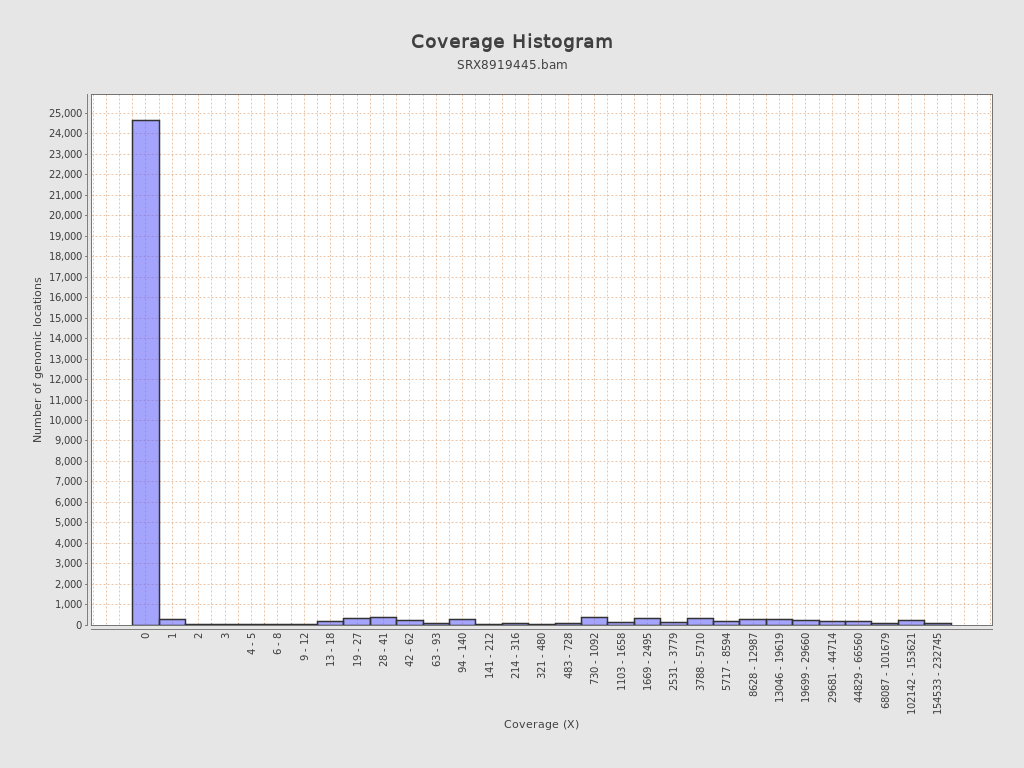 Coverage Histogram
SRX8919445.bam
Number of genomic locations
25,000
24,000
23,000
22,000
21,000
20,000
19,000
18,000
17,000
16,000
15,000
14,000
13,000
12,000
11,000
10,000
9,000
8,000
7,000
6,000
5,000
4,000
3,000
2,000
1,000
0
0
1
2
3
4 - 5
6 - 8
9 - 12
13 - 18
19 - 27
28 - 41
42 - 62
63 - 93
94 - 140
141 - 212
214 - 316
321 - 480
483 - 728
730 - 1092
1103 - 1658
1669 - 2495
2531 - 3779
3788 - 5710
5717 - 8594
8628 - 12987
13046 - 19619
19699 - 29660
29681 - 44714
44829 - 66560
68087 - 101679
102142 - 153621
154533 - 232745
Coverage (X)